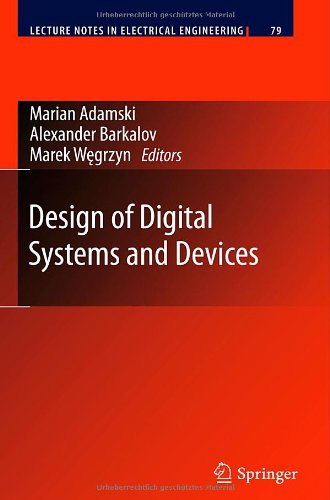 Urheberrechtlich geschütztes Material
LECTURE NOTES IN ELECTRICAL ENGINEERING 79
Marian Adamski
Alexander Barkalov
Marek Węgrzyn Editors
Design of Digital
Systems and Devices
Springer
Urheberrechtlich geschütztes Material